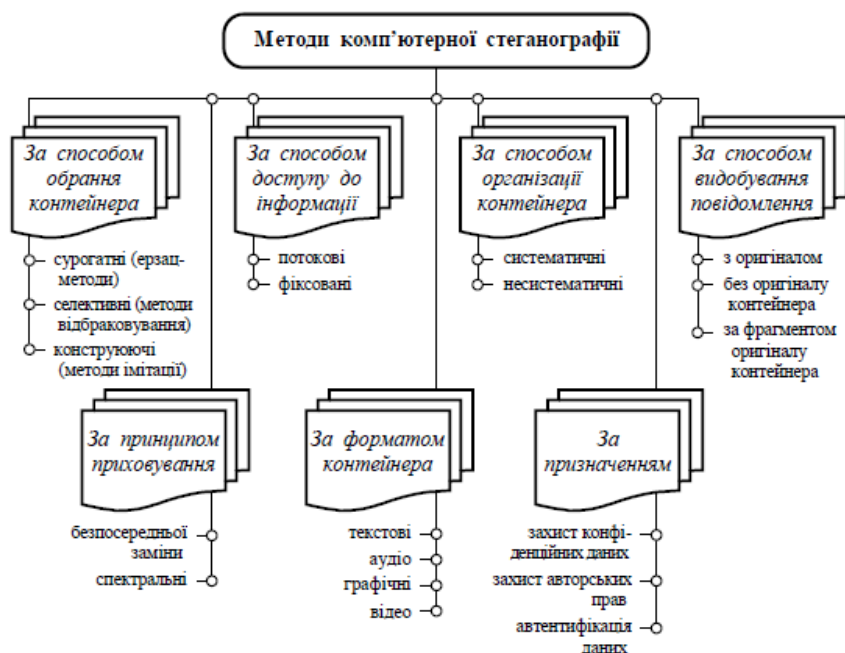 Методи комп’ютерної стеганографії
За способом
обрання
контейнера
сурогатні (ерзац-
методи)
селективні (методи
відбраковування)
конструюючі
(методи імітації)
За способом
доступу до
інформації
потокові
фіксовані
За способом
організації
контейнера
систематичні
несистематичні
За способом
видобування
повідомлення
з оригіналом
без оригіналу
контейнера
за фрагментом
оригіналу
контейнера
За принципом
приховування
безпосередньої
заміни
спектральні
За форматом
контейнера
текстові
аудіо
графічні
відео
За
призначенням
захист конфі-
денційних даних
захист авторських
прав
автентифікація
даних